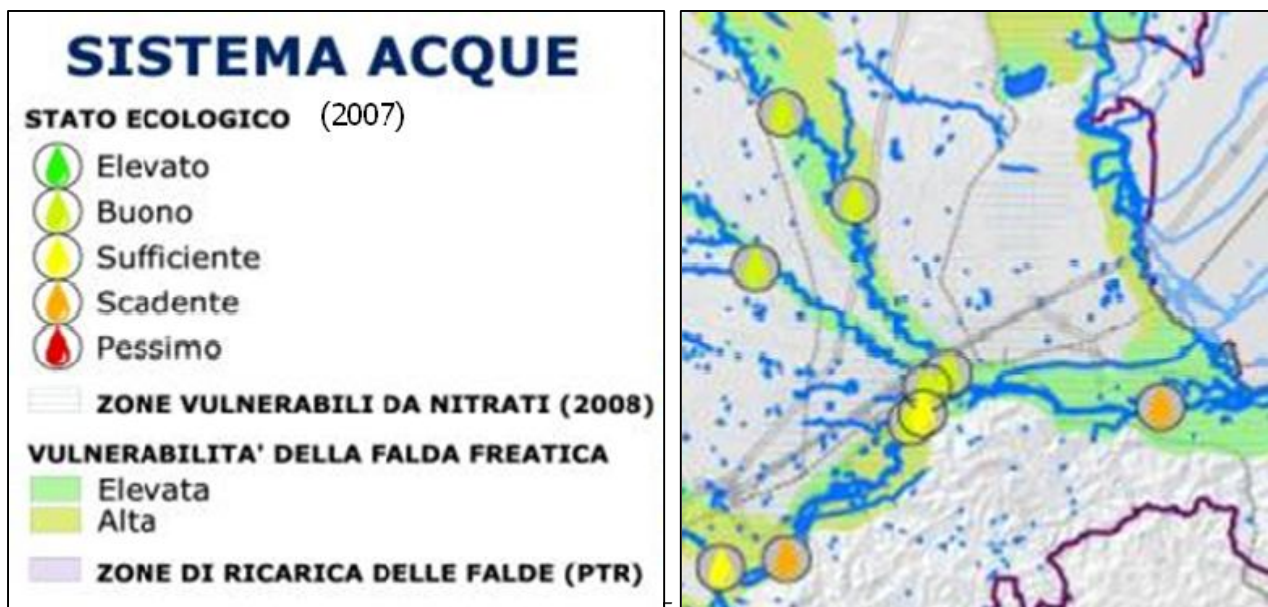 SISTEMA ACQUE
STATO ECOLOGICO (2007)
Elevato
Buono
Sufficiente
Scadente
Pessimo
ZONE VULNERABILI DA NITRATI (2008)
VULNERABILITA' DELLA FALDA FREATICA
Elevata
Alta
ZONE DI RICARICA DELLE FALDE (PTR)